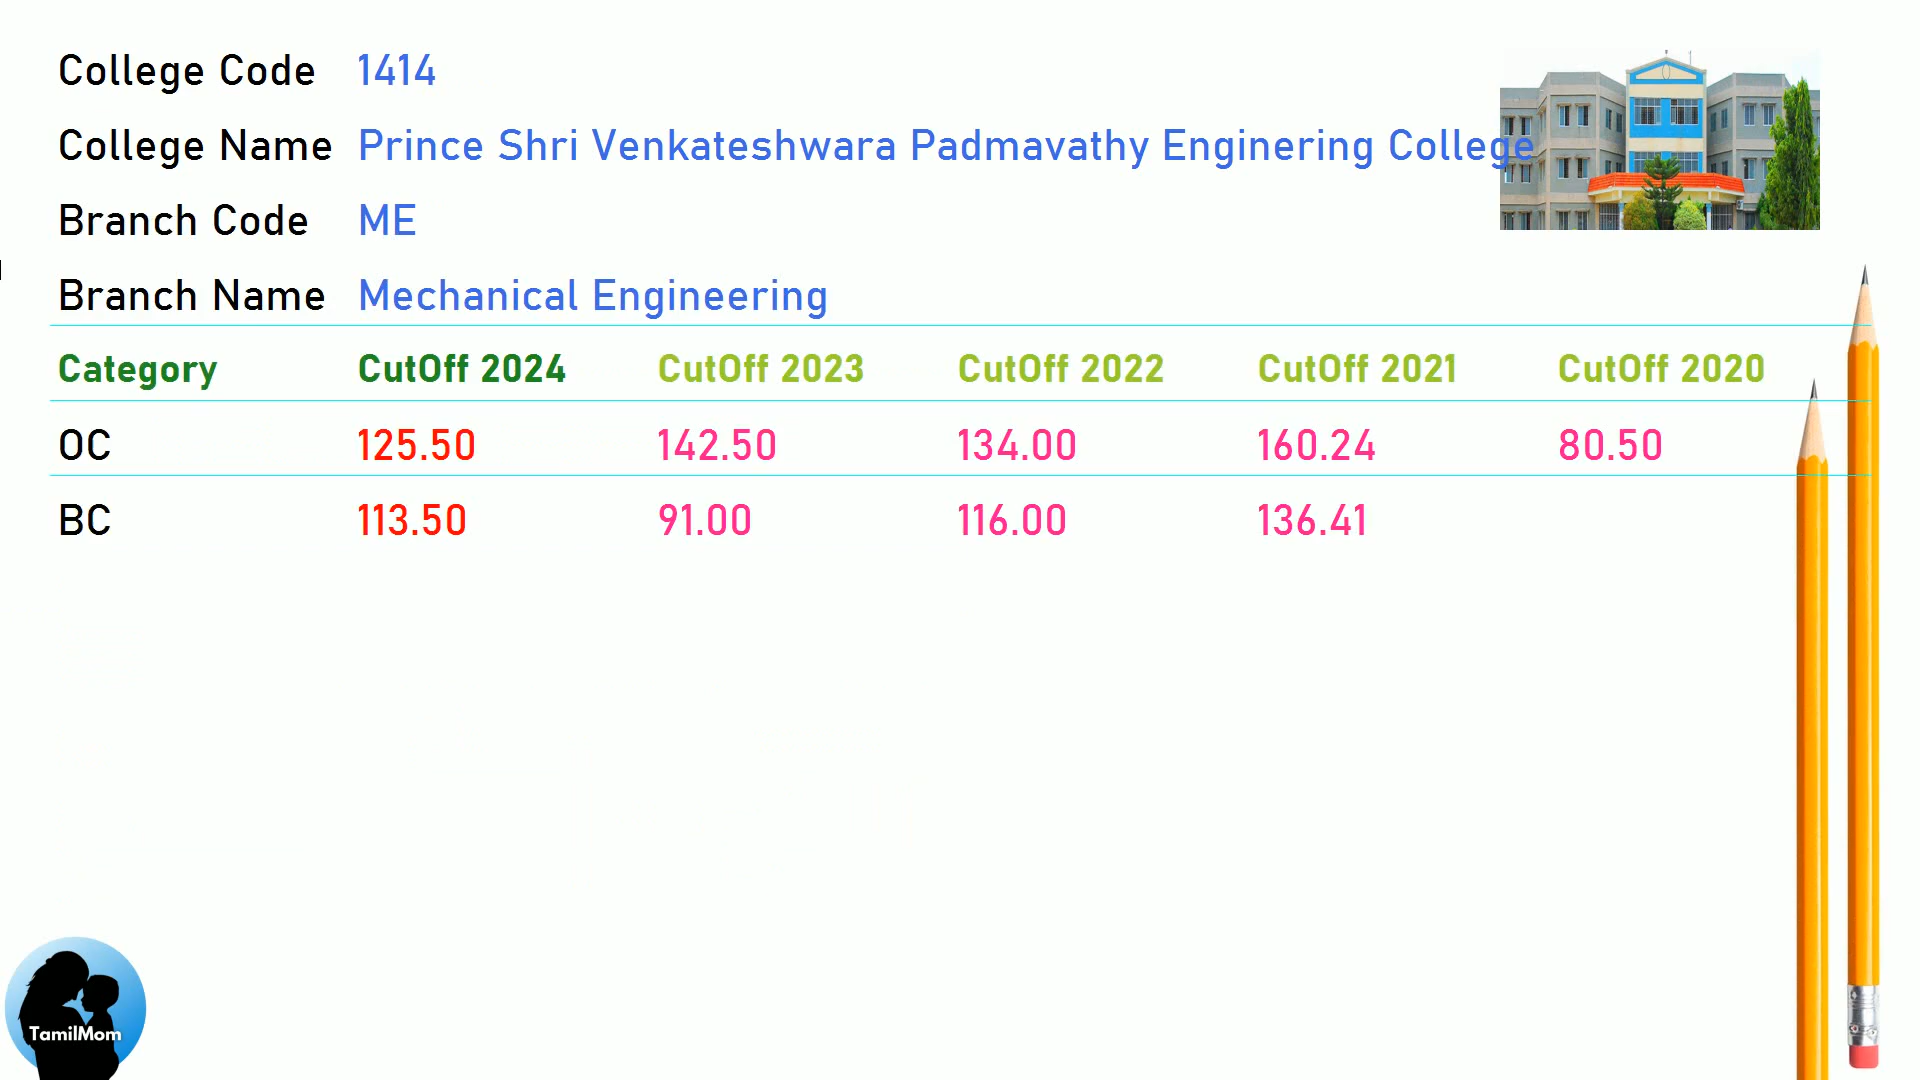 College Code 1414
College Name Prince Shri Venkateshwara Padmavathy Enginering College
Branch Code ME
Branch Name Mechanical Engineering
Category CutOff 2024 CutOff 2023 CutOff 2022 CutOff 2021 CutOff 2020
OC 125.50 142.50 134.00 160.24 80.50
BC 113.50 91.00 116.00 136.41
TamilMom